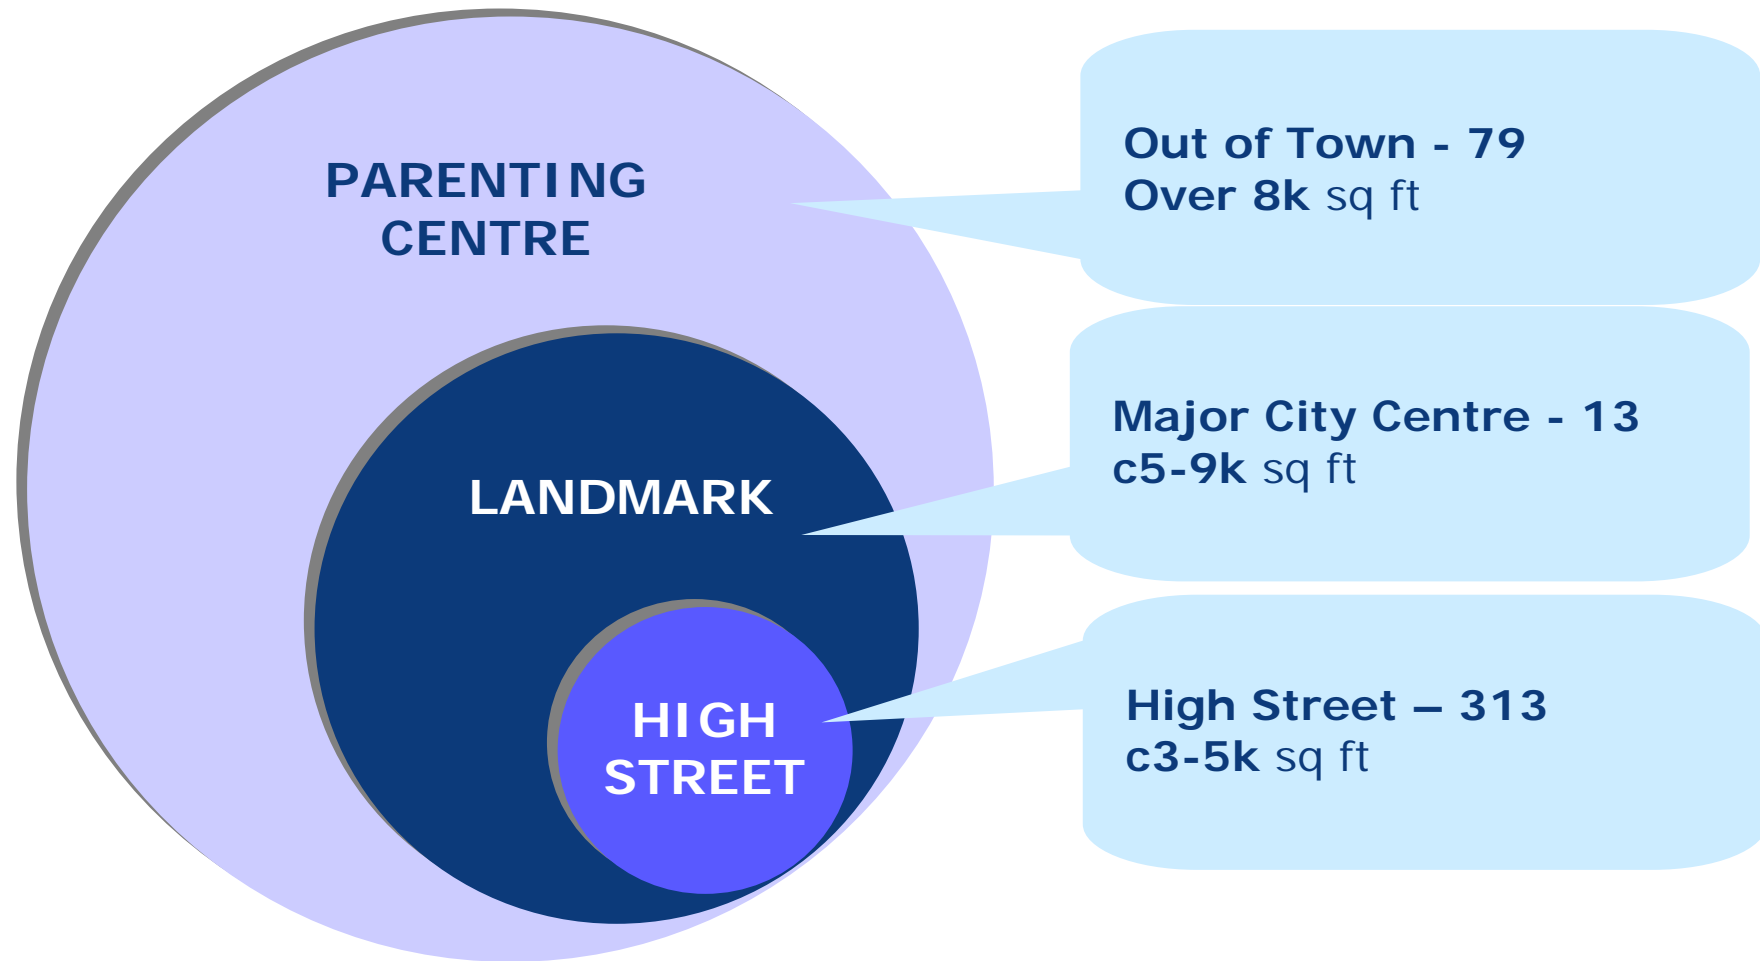 PARENTING
CENTRE
Out of Town - 79
Over 8k sq ft
LANDMARK
Major City Centre - 13
c5-9k sq ft
HIGH
STREET
High Street – 313
c3-5k sq ft